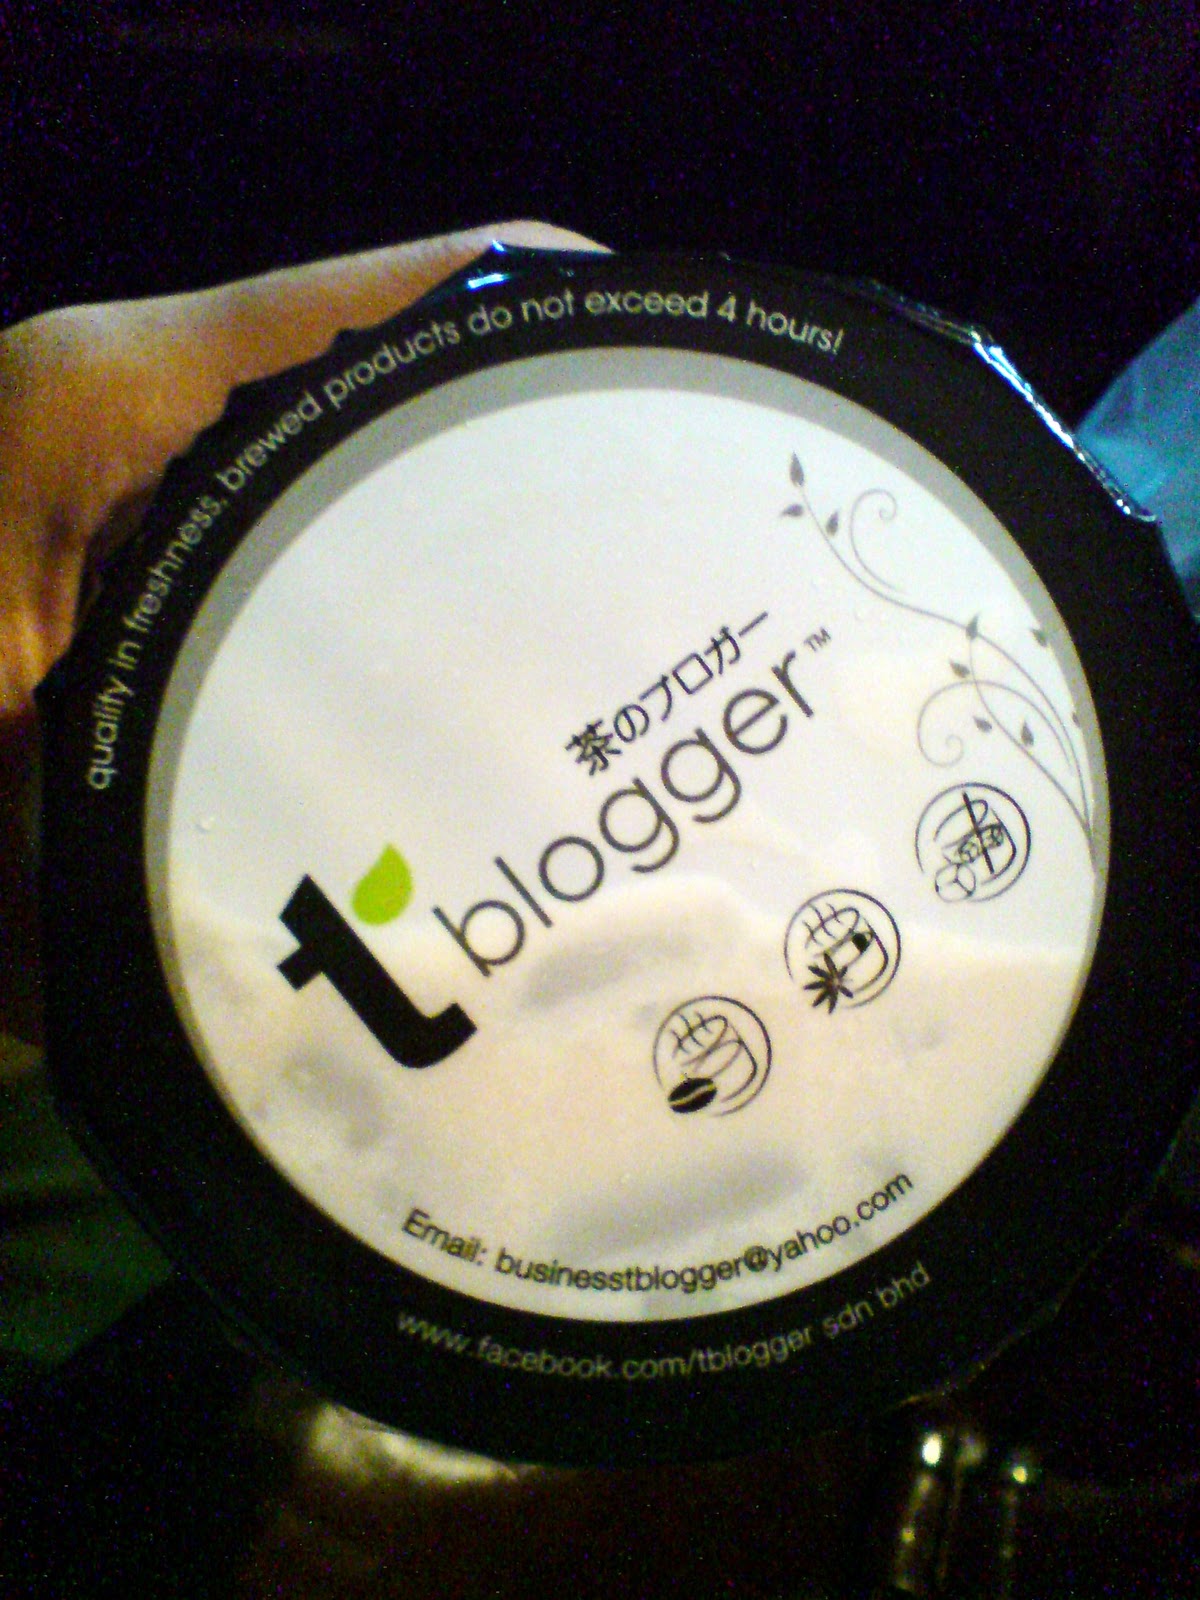 quality in freshness, brewed products do not exceed 4 hours!
茶のブロガー
t blogger™
Email: businesstblogger@yahoo.com
www.facebook.com/tblogger sdn bhd